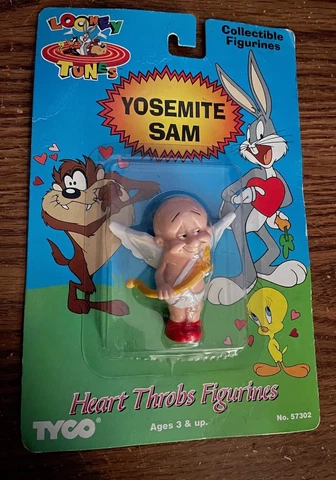 LOONEY
TUNES
Collectible
Figurines
YOSEMITE
SAM
Heart Throbs Figurines
TYCO®
Ages 3 & up.
No. 57302